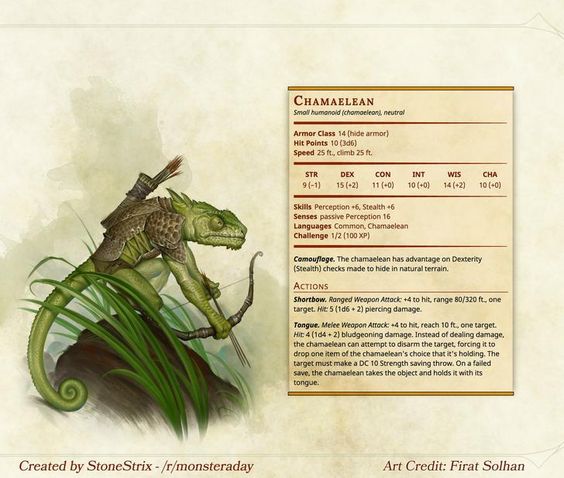 Chamaelean
Small humanoid (chamaelean), neutral
Armor Class 14 (hide armor)
Hit Points 10 (3d6)
Speed 25 ft., climb 25 ft.
STR DEX CON INT WIS CHA
9 (–1) 15 (+2) 11 (+0) 10 (+0) 14 (+2) 10 (+0)
Skills Perception +6, Stealth +6
Senses passive Perception 16
Languages Common, Chamaelean
Challenge 1/2 (100 XP)
Camouflage. The chamaelean has advantage on Dexterity
(Stealth) checks made to hide in natural terrain.
Actions
Shortbow. Ranged Weapon Attack: +4 to hit, range 80/320 ft., one
target. Hit: 5 (1d6 + 2) piercing damage.
Tongue. Melee Weapon Attack: +4 to hit, reach 10 ft., one target.
Hit: 4 (1d4 + 2) bludgeoning damage. Instead of dealing damage,
the chamaelean can attempt to disarm the target, forcing it to
drop one item of the chamaelean's choice that it's holding. The
target must make a DC 10 Strength saving throw. On a failed
save, the chamaelean takes the object and holds it with its
tongue.
Created by StoneStrix - /r/monsteraday
Art Credit: Firat Solhan